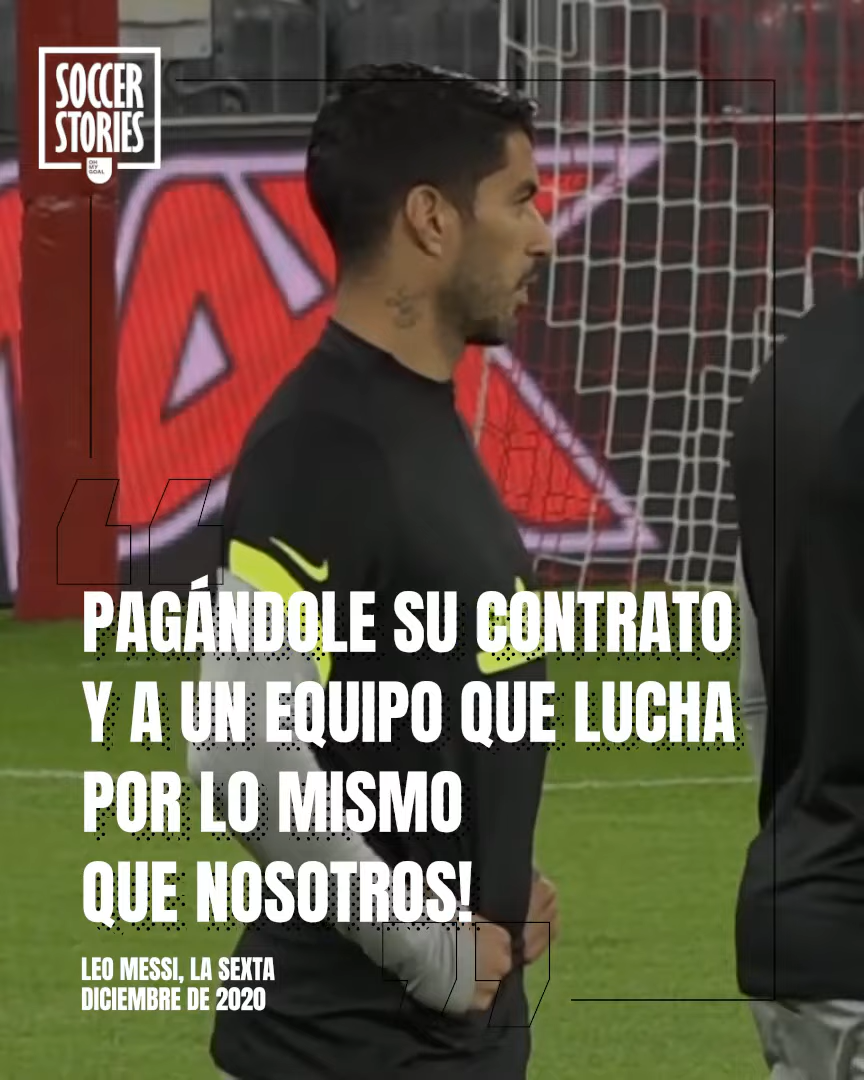 SOCCER
STORIES
OH
MY
GOAL
PAGÁNDOLE SU CONTRATO
Y A UN EQUIPO QUE LUCHA
POR LO MISMO
QUE NOSOTROS!
LEO MESSI, LA SEXTA
DICIEMBRE DE 2020